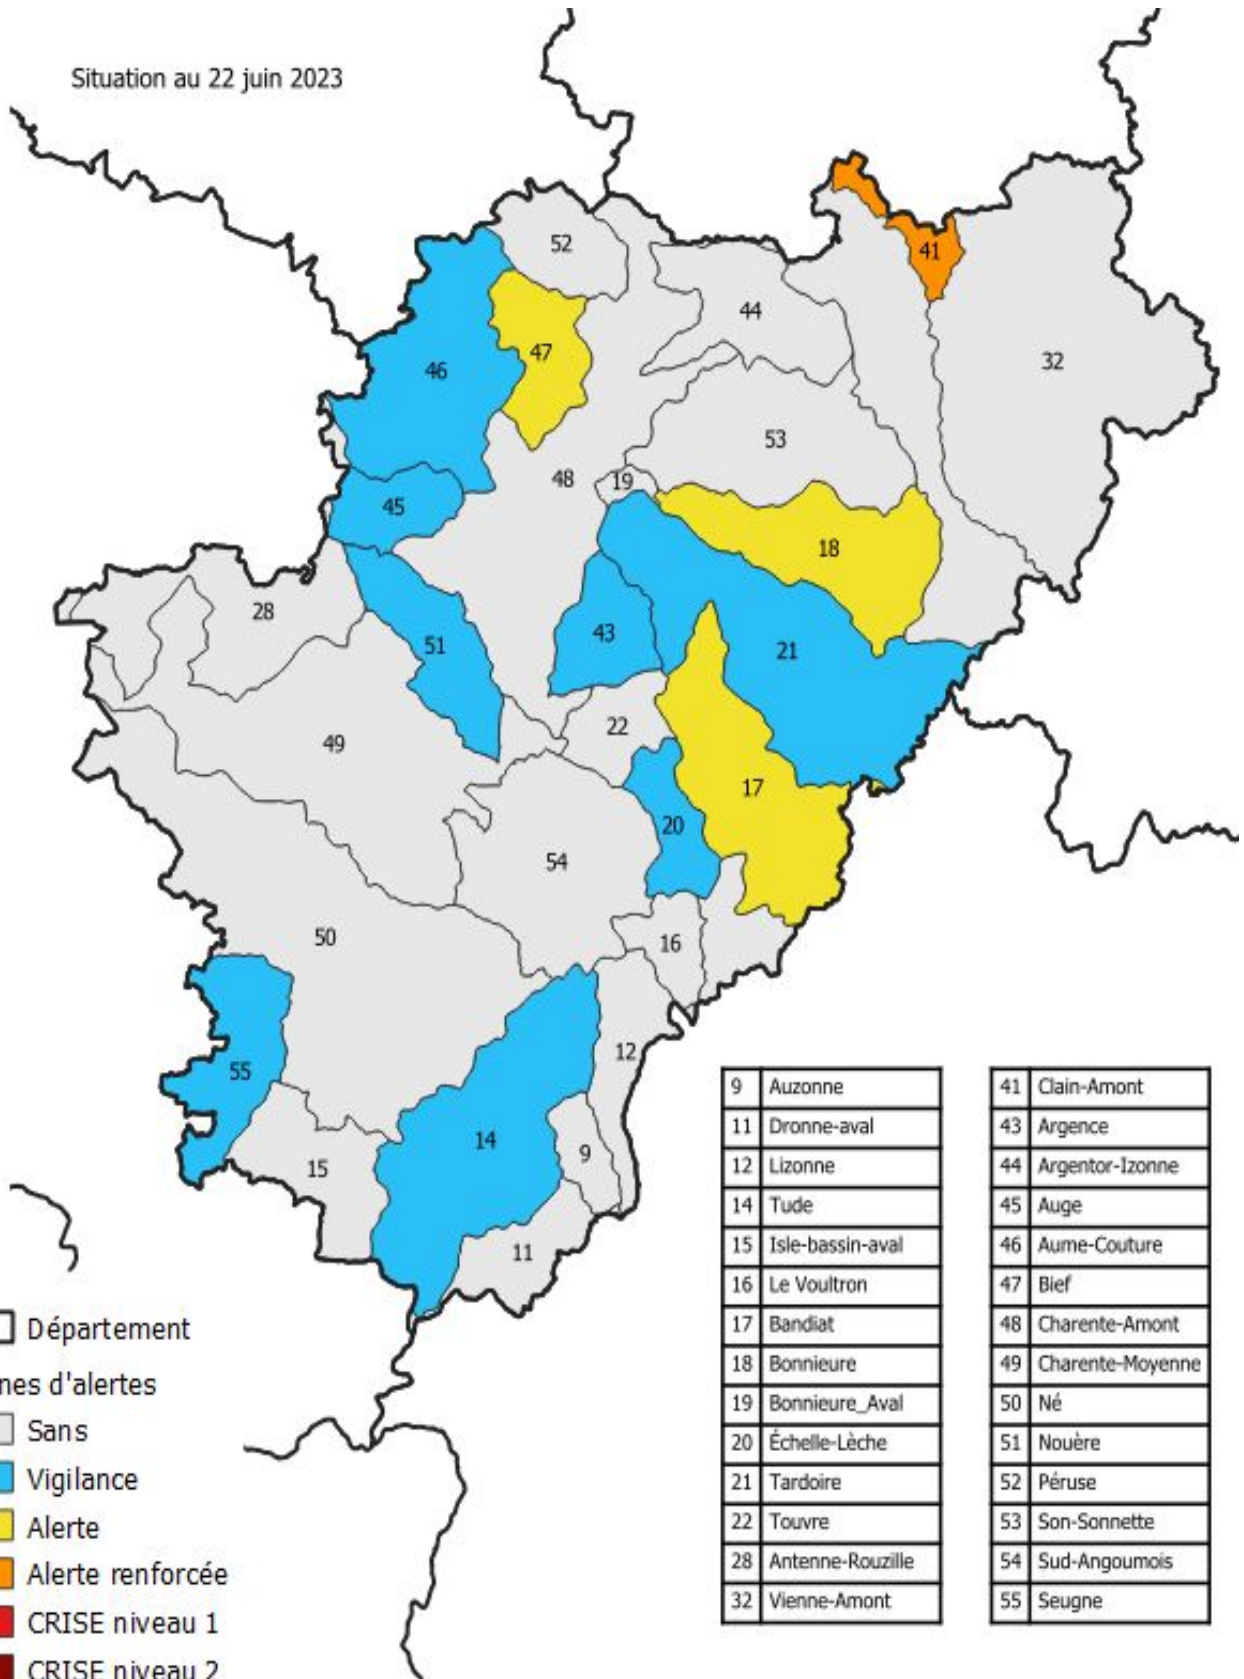 Situation au 22 juin 2023
52
41
44
47
32
46
53
48
19
45
18
28
43
51
21
22
49
17
20
54
50
16
12
55
14
9
15
11
9 Auzonne
11 Dronne-aval
12 Lizonne
14 Tude
15 Isle-bassin-aval
16 Le Voultron
17 Bandiat
18 Bonnieure
19 Bonnieure_Aval
20 Échelle-Lèche
21 Tardoire
22 Touvre
28 Antenne-Rouzille
32 Vienne-Amont
41 Clain-Amont
43 Argence
44 Argentor-Izonne
45 Auge
46 Aume-Couture
47 Bief
48 Charente-Amont
49 Charente-Moyenne
50 Né
51 Nouère
52 Péruse
53 Son-Sonnette
54 Sud-Angoumois
55 Seugne
Département
nes d'alertes
Sans
Vigilance
Alerte
Alerte renforcée
CRISE niveau 1
CRISE niveau 2